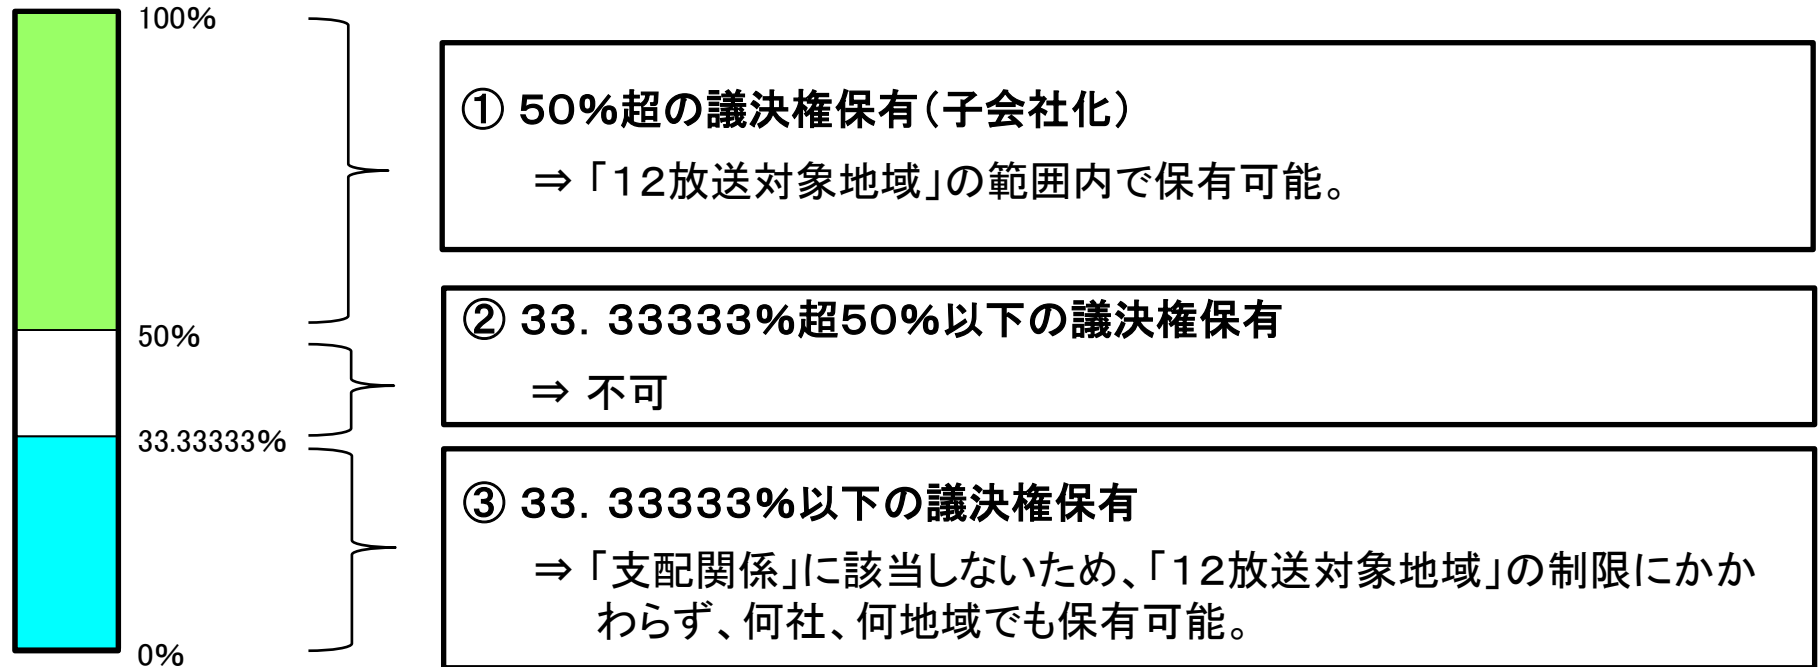 100%
① 50%超の議決権保有(子会社化)
⇒「12放送対象地域」の範囲内で保有可能。
50%
② 33．33333%超50%以下の議決権保有
⇒ 不可
33.33333%
③ 33．33333%以下の議決権保有
⇒「支配関係」に該当しないため、「12放送対象地域」の制限にかか
わらず、何社、何地域でも保有可能。
0%